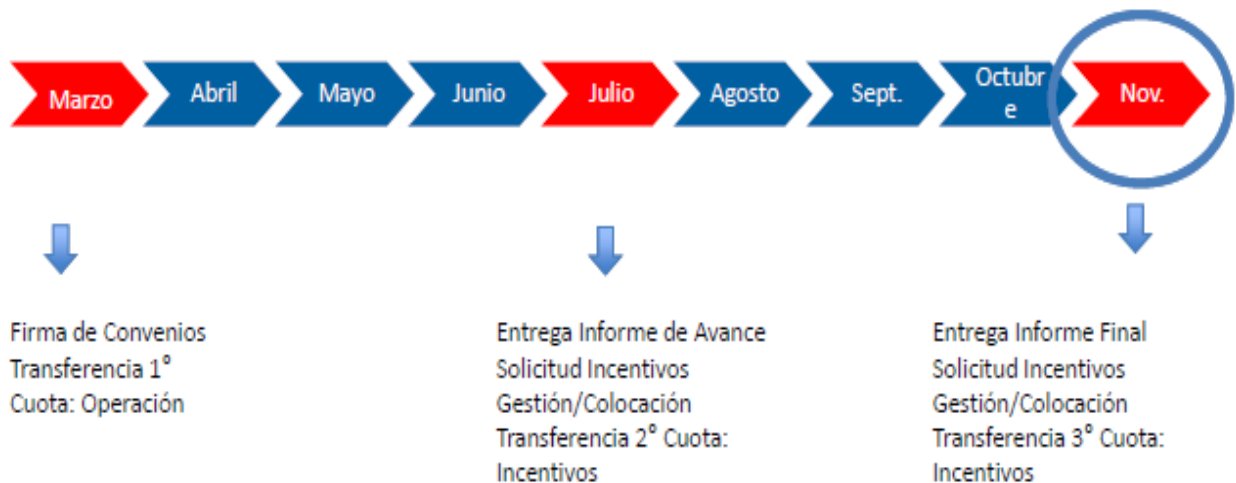 Marzo
Abril
Mayo
Junio
Julio
Agosto
Sept.
Octubr
e
Nov.
Firma de Convenios
Transferencia 1°
Cuota: Operación
Entrega Informe de Avance
Solicitud Incentivos
Gestión/Colocación
Transferencia 2° Cuota:
Incentivos
Entrega Informe Final
Solicitud Incentivos
Gestión/Colocación
Transferencia 3° Cuota:
Incentivos